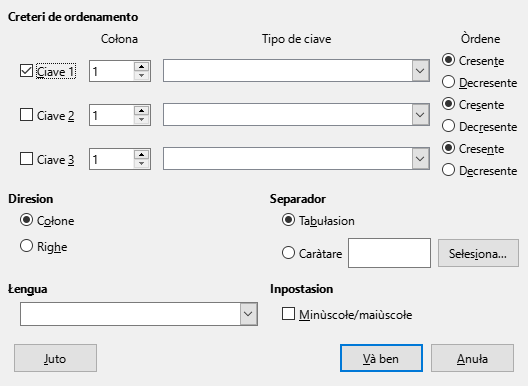 Creteri de ordenamento
Cołona Tipo de ciave Òrdene
Ciave 1 1 Cresente
Decresente
Ciave 2 1 Cresente
Decresente
Ciave 3 1 Cresente
Decresente
Diresion Separador
Cołone Tabułasion
Righe Caràtare Sełesiona...
Łengua Inpostasion
Minùscołe/maiùscołe
Juto Và ben Anuła